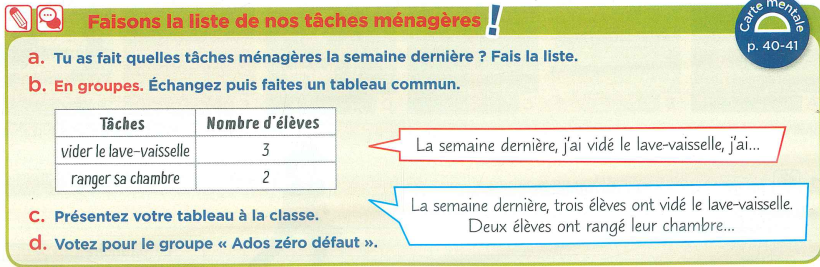 Faisons la liste de nos tâches ménagères !
Carte mentale
p. 40-41
a. Tu as fait quelles tâches ménagères la semaine dernière ? Fais la liste.
b. En groupes. Échangez puis faites un tableau commun.
Tâches Nombre d'élèves
vider le lave-vaisselle 3
ranger sa chambre 2
La semaine dernière, j'ai vidé le lave-vaisselle, j'ai...
La semaine dernière, trois élèves ont vidé le lave-vaisselle.
Deux élèves ont rangé leur chambre...
c. Présentez votre tableau à la classe.
d. Votez pour le groupe « Ados zéro défaut ».